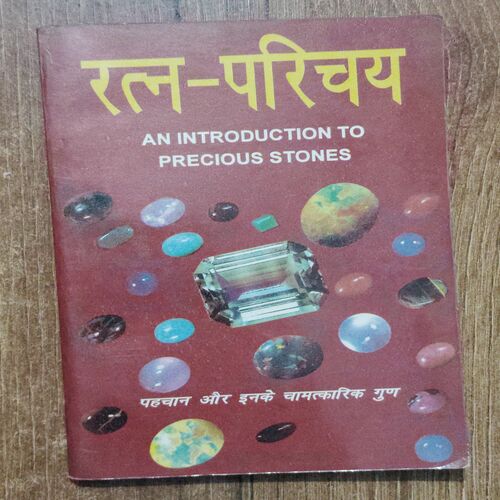 रत्न-परिचय
AN INTRODUCTION TO
PRECIOUS STONES
पहचान और इनके चामत्कारिक गुण